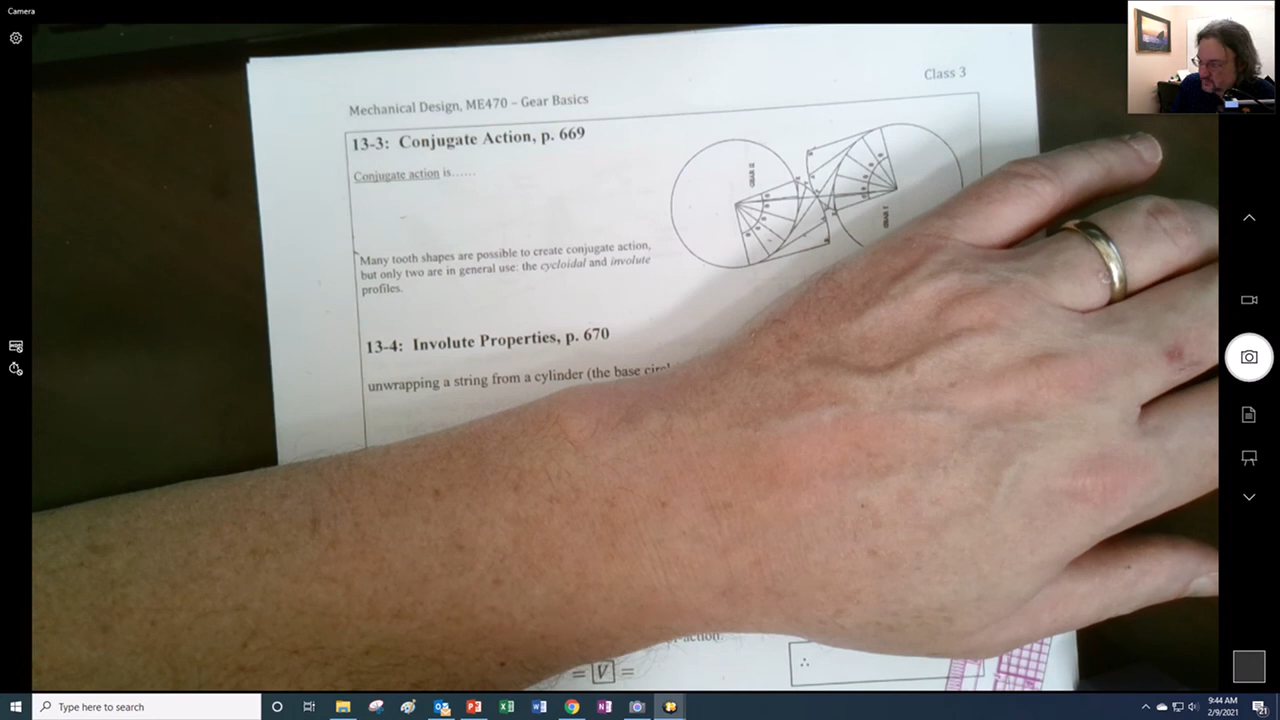 Camera
Class 3
Mechanical Design, ME470 – Gear Basics
13-3: Conjugate Action, p. 669
Conjugate action is……
GEAR II
GEAR I
Many tooth shapes are possible to create conjugate action,
but only two are in general use: the cycloidal and involute
profiles.
13-4: Involute Properties, p. 670
unwrapping a string from a cylinder (the base
action.
= V =
∴
Type here to search
9:44 AM
2/9/2021
21